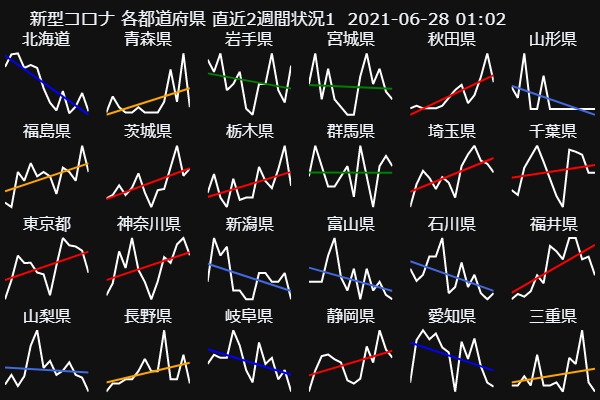 新型コロナ 各都道府県 直近2週間状況1 2021-06-28 01:02
北海道 青森県 岩手県 宮城県 秋田県 山形県
福島県 茨城県 栃木県 群馬県 埼玉県 千葉県
東京都 神奈川県 新潟県 富山県 石川県 福井県
山梨県 長野県 岐阜県 静岡県 愛知県 三重県